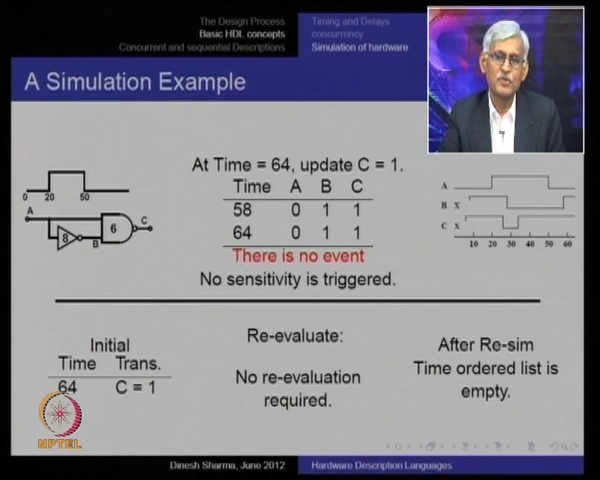 The Design Process
Basic HDL concepts
Concurrent and sequential Descriptions
Timing and Delays
concurrency
Simulation of hardware
A Simulation Example
At Time = 64, update C = 1.
Time A B C
58 0 1 1
64 0 1 1
There is no event
No sensitivity is triggered.
0 20 50
A
8
B
6
C
A
B X
C X
10 20 30 40 50 60
Initial
Time Trans.
64 C = 1
Re-evaluate:
No re-evaluation
required.
After Re-sim
Time ordered list is
empty.
NPTEL
Dinesh Sharma, June 2012
Hardware Description Languages